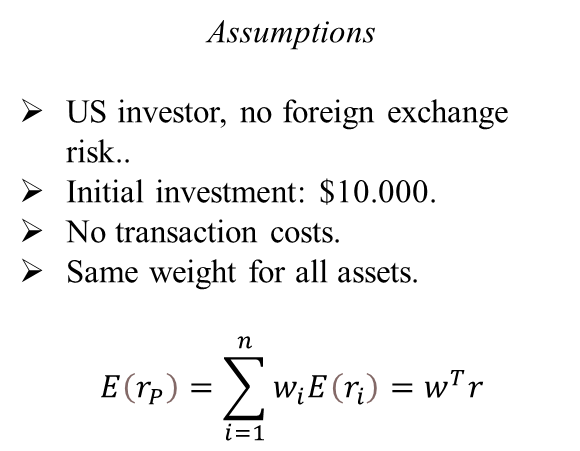 Assumptions
➢ US investor, no foreign exchange
risk..
➢ Initial investment: $10.000.
➢ No transaction costs.
➢ Same weight for all assets.
n
E(r_P) = ∑ w_i E(r_i) = w^T r
i=1